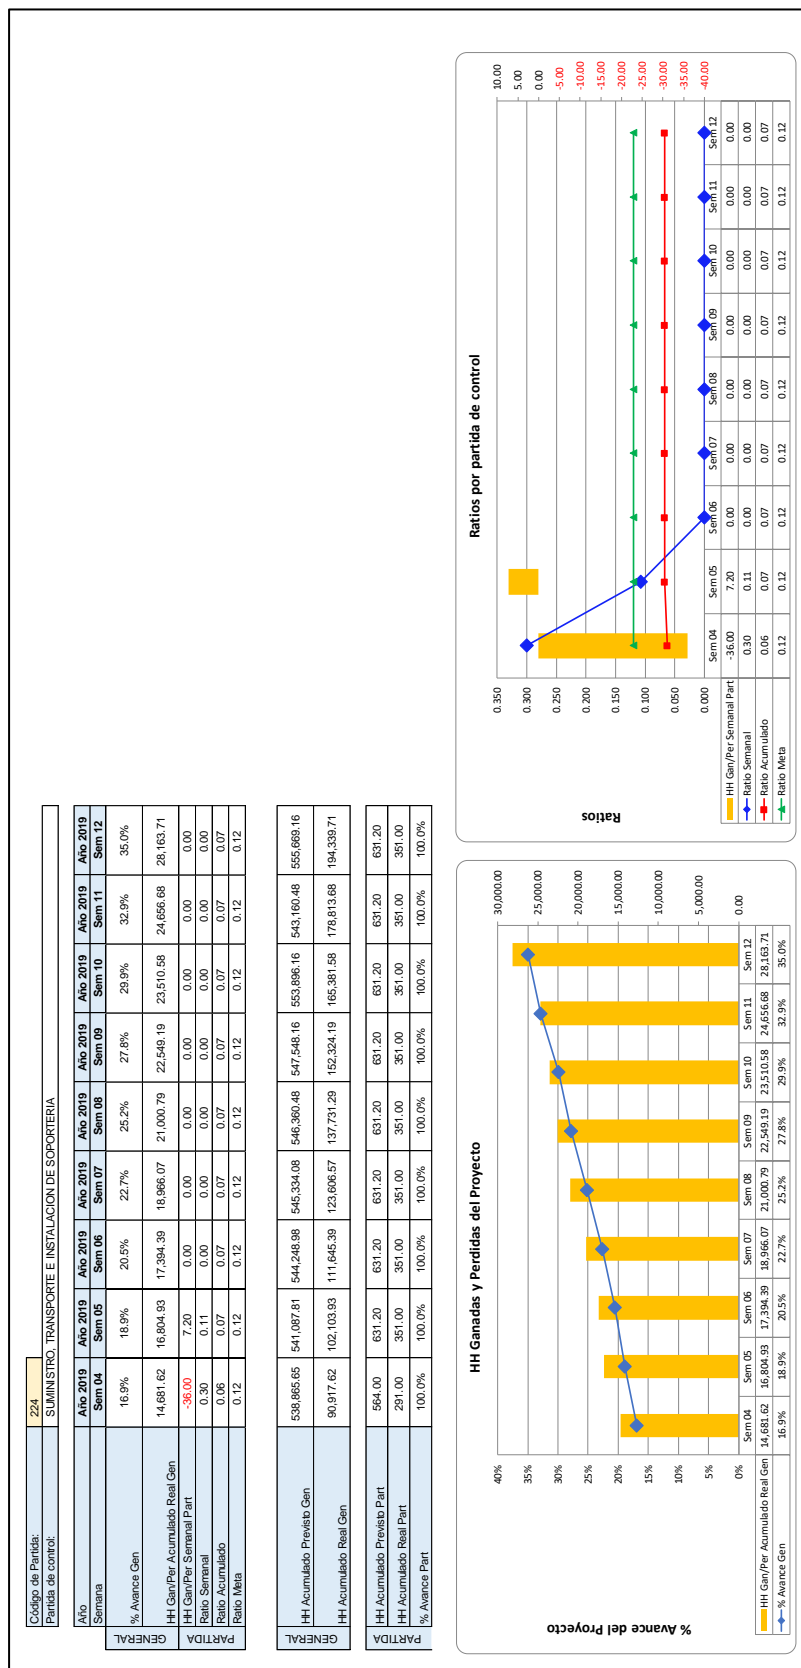 Código de Partida: 224
Partida de control: SUMINISTRO, TRANSPORTE E INSTALACION DE SOPORTERIA
Año Año 2019 Año 2019 Año 2019 Año 2019 Año 2019 Año 2019 Año 2019 Año 2019 Año 2019
Semana Sem 04 Sem 05 Sem 06 Sem 07 Sem 08 Sem 09 Sem 10 Sem 11 Sem 12
GENERAL
% Avance Gen 16.9% 18.9% 20.5% 22.7% 25.2% 27.8% 29.9% 32.9% 35.0%
HH Gan/Per Acumulado Real Gen 14,681.62 16,804.93 17,394.39 18,966.07 21,000.79 22,549.19 23,510.58 24,656.68 28,163.71
PARTIDA
HH Gan/Per Semanal Part -36.00 7.20 0.00 0.00 0.00 0.00 0.00 0.00 0.00
Ratio Semanal 0.30 0.11 0.00 0.00 0.00 0.00 0.00 0.00 0.00
Ratio Acumulado 0.06 0.07 0.07 0.07 0.07 0.07 0.07 0.07 0.07
Ratio Meta 0.12 0.12 0.12 0.12 0.12 0.12 0.12 0.12 0.12
GENERAL
HH Acumulado Previsto Gen 538,865.65 541,087.81 544,248.98 545,334.08 546,360.48 547,548.16 553,896.16 543,160.48 555,669.16
HH Acumulado Real Gen 90,917.62 102,103.93 111,645.39 123,606.57 137,731.29 152,324.19 165,381.58 178,813.68 194,339.71
PARTIDA
HH Acumulado Previsto Part 564.00 631.20 631.20 631.20 631.20 631.20 631.20 631.20 631.20
HH Acumulado Real Part 291.00 351.00 351.00 351.00 351.00 351.00 351.00 351.00 351.00
% Avance Part 100.0% 100.0% 100.0% 100.0% 100.0% 100.0% 100.0% 100.0% 100.0%
HH Ganadas y Perdidas del Proyecto
% Avance del Proyecto
40%
35%
30%
25%
20%
15%
10%
5%
0%
30,000.00
25,000.00
20,000.00
15,000.00
10,000.00
5,000.00
0.00
Sem 04 Sem 05 Sem 06 Sem 07 Sem 08 Sem 09 Sem 10 Sem 11 Sem 12
HH Gan/Per Acumulado Real Gen 14,681.62 16,804.93 17,394.39 18,966.07 21,000.79 22,549.19 23,510.58 24,656.68 28,163.71
% Avance Gen 16.9% 18.9% 20.5% 22.7% 25.2% 27.8% 29.9% 32.9% 35.0%
Ratios por partida de control
Ratios
0.350
0.300
0.250
0.200
0.150
0.100
0.050
0.000
10.00
5.00
0.00
-5.00
-10.00
-15.00
-20.00
-25.00
-30.00
-35.00
-40.00
Sem 04 Sem 05 Sem 06 Sem 07 Sem 08 Sem 09 Sem 10 Sem 11 Sem 12
HH Gan/Per Semanal Part -36.00 7.20 0.00 0.00 0.00 0.00 0.00 0.00 0.00
Ratio Semanal 0.30 0.11 0.00 0.00 0.00 0.00 0.00 0.00 0.00
Ratio Acumulado 0.06 0.07 0.07 0.07 0.07 0.07 0.07 0.07 0.07
Ratio Meta 0.12 0.12 0.12 0.12 0.12 0.12 0.12 0.12 0.12